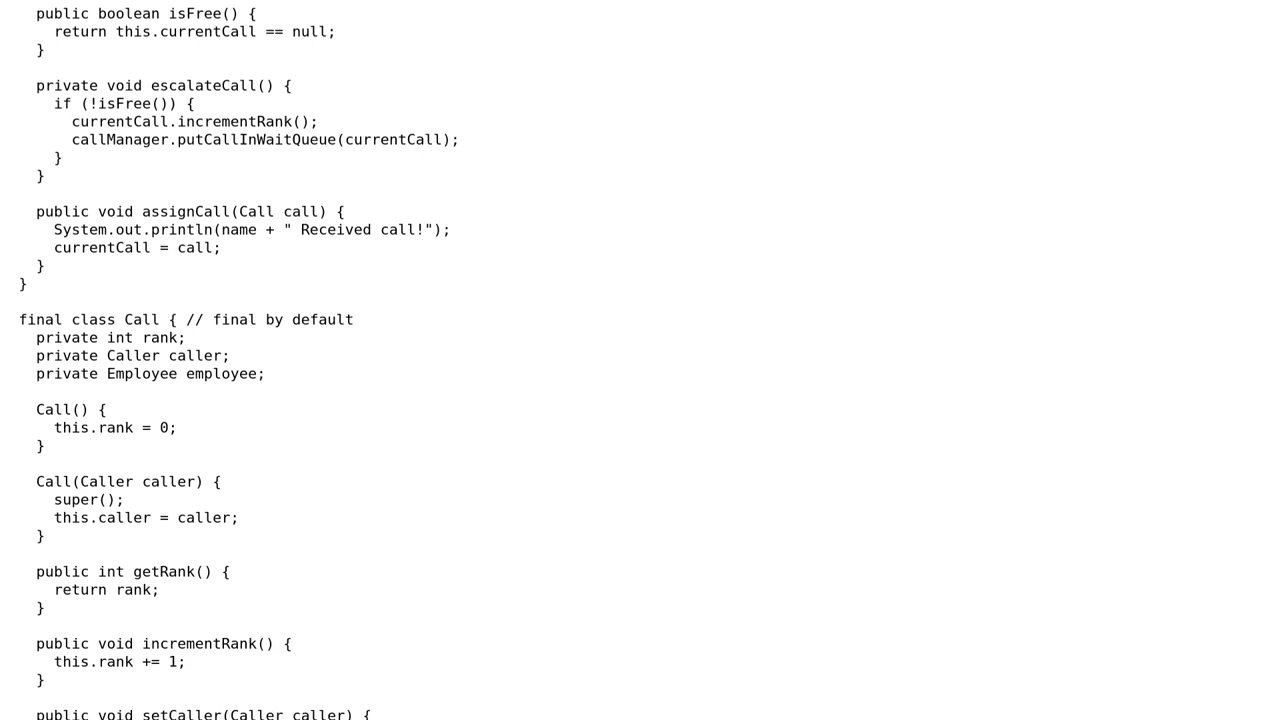 public boolean isFree() {
return this.currentCall == null;
}
private void escalateCall() {
if (!isFree()) {
currentCall.incrementRank();
callManager.putCallInWaitQueue(currentCall);
}
}
public void assignCall(Call call) {
System.out.println(name + " Received call!");
currentCall = call;
}
}
final class Call { // final by default
private int rank;
private Caller caller;
private Employee employee;
Call() {
this.rank = 0;
}
Call(Caller caller) {
super();
this.caller = caller;
}
public int getRank() {
return rank;
}
public void incrementRank() {
this.rank += 1;
}
public void setCaller(Caller caller) {